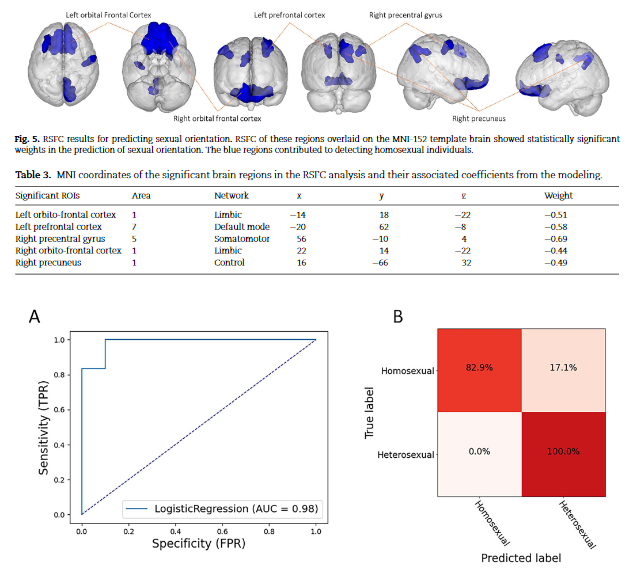 Left orbital Frontal Cortex
Left prefrontal cortex
Right precentral gyrus
Right orbital frontal cortex
Right precuneus
Fig. 5. RSFC results for predicting sexual orientation. RSFC of these regions overlaid on the MNI-152 template brain showed statistically significant
weights in the prediction of sexual orientation. The blue regions contributed to detecting homosexual individuals.
Table 3. MNI coordinates of the significant brain regions in the RSFC analysis and their associated coefficients from the modeling.
Significant ROIs Area Network x y z Weight
Left orbito-frontal cortex 1 Limbic −14 18 −22 −0.51
Left prefrontal cortex 7 Default mode −20 62 −8 −0.58
Right precentral gyrus 5 Somatomotor 56 −10 4 −0.69
Right orbito-frontal cortex 1 Limbic 22 14 −22 −0.44
Right precuneus 1 Control 16 −66 32 −0.49
A
Sensitivity (TPR)
1.0
0.8
0.6
0.4
0.2
0.0
LogisticRegression (AUC = 0.98)
0.0 0.2 0.4 0.6 0.8 1.0
Specificity (FPR)
B
True label
Homosexual 82.9% 17.1%
Heterosexual 0.0% 100.0%
Homosexual
Heterosexual
Predicted label